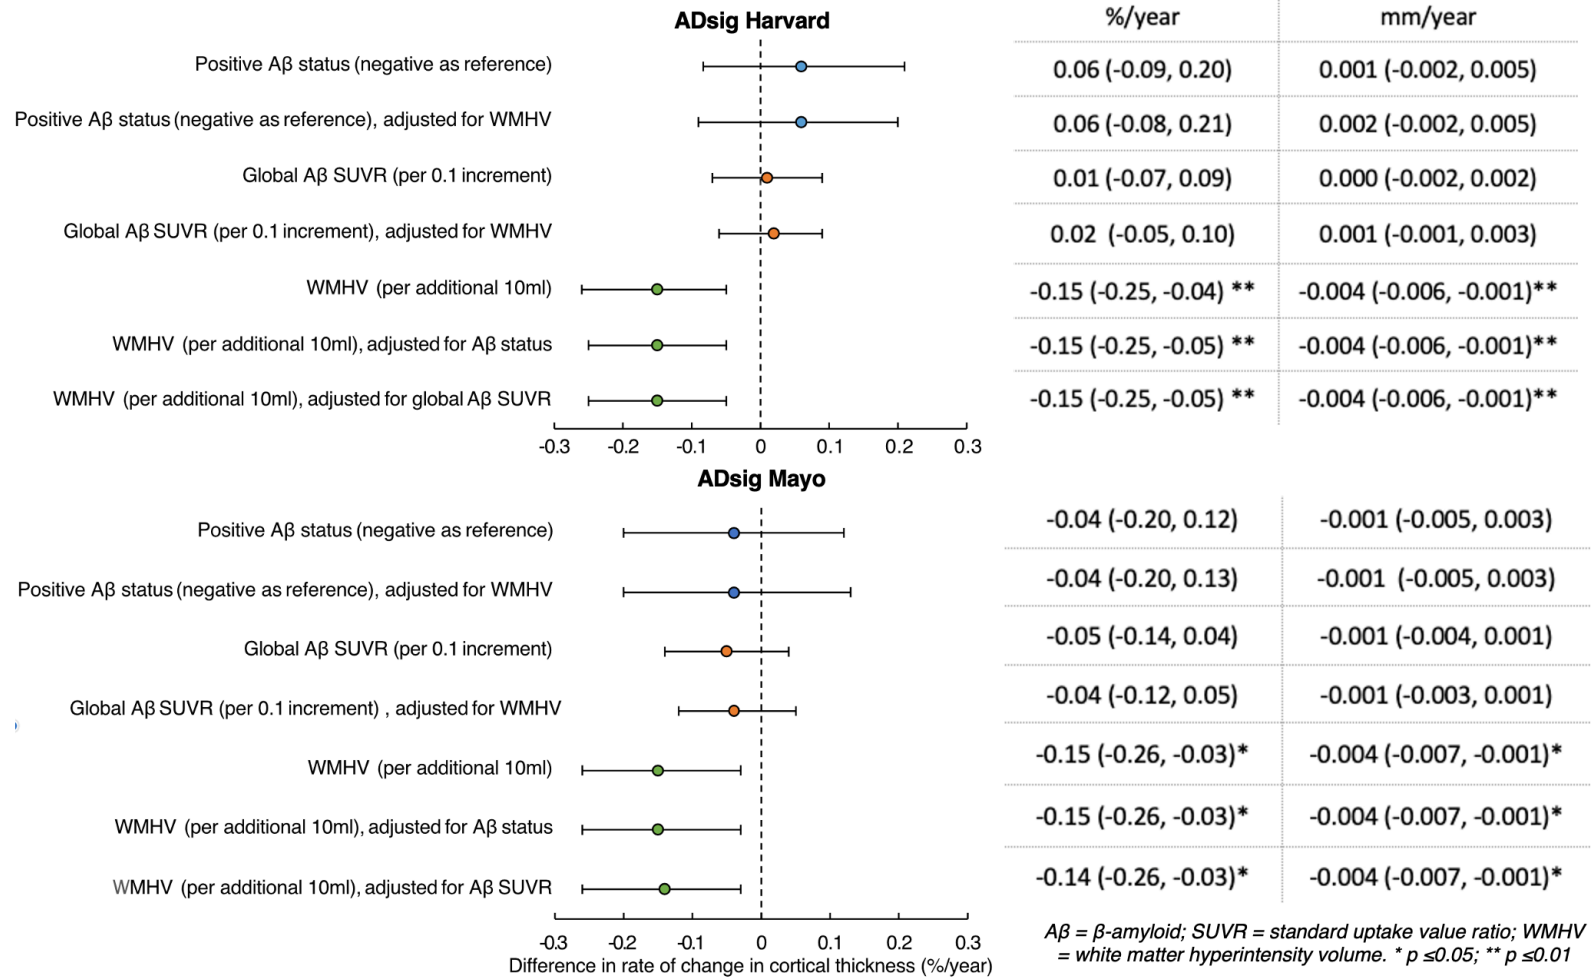 ADsig Harvard %/year mm/year
Positive Aβ status (negative as reference) 0.06 (-0.09, 0.20) 0.001 (-0.002, 0.005)
Positive Aβ status (negative as reference), adjusted for WMHV 0.06 (-0.08, 0.21) 0.002 (-0.002, 0.005)
Global Aβ SUVR (per 0.1 increment) 0.01 (-0.07, 0.09) 0.000 (-0.002, 0.002)
Global Aβ SUVR (per 0.1 increment), adjusted for WMHV 0.02 (-0.05, 0.10) 0.001 (-0.001, 0.003)
WMHV (per additional 10ml) -0.15 (-0.25, -0.04) ** -0.004 (-0.006, -0.001)**
WMHV (per additional 10ml), adjusted for Aβ status -0.15 (-0.25, -0.05) ** -0.004 (-0.006, -0.001)**
WMHV (per additional 10ml), adjusted for global Aβ SUVR -0.15 (-0.25, -0.05) ** -0.004 (-0.006, -0.001)**
-0.3 -0.2 -0.1 0 0.1 0.2 0.3
ADsig Mayo
Positive Aβ status (negative as reference) -0.04 (-0.20, 0.12) -0.001 (-0.005, 0.003)
Positive Aβ status (negative as reference), adjusted for WMHV -0.04 (-0.20, 0.13) -0.001 (-0.005, 0.003)
Global Aβ SUVR (per 0.1 increment) -0.05 (-0.14, 0.04) -0.001 (-0.004, 0.001)
Global Aβ SUVR (per 0.1 increment) , adjusted for WMHV -0.04 (-0.12, 0.05) -0.001 (-0.003, 0.001)
WMHV (per additional 10ml) -0.15 (-0.26, -0.03)* -0.004 (-0.007, -0.001)*
WMHV (per additional 10ml), adjusted for Aβ status -0.15 (-0.26, -0.03)* -0.004 (-0.007, -0.001)*
WMHV (per additional 10ml), adjusted for Aβ SUVR -0.14 (-0.26, -0.03)* -0.004 (-0.007, -0.001)*
-0.3 -0.2 -0.1 0 0.1 0.2 0.3
Difference in rate of change in cortical thickness (%/year)
Aβ = β-amyloid; SUVR = standard uptake value ratio; WMHV
= white matter hyperintensity volume. * p ≤0.05; ** p ≤0.01